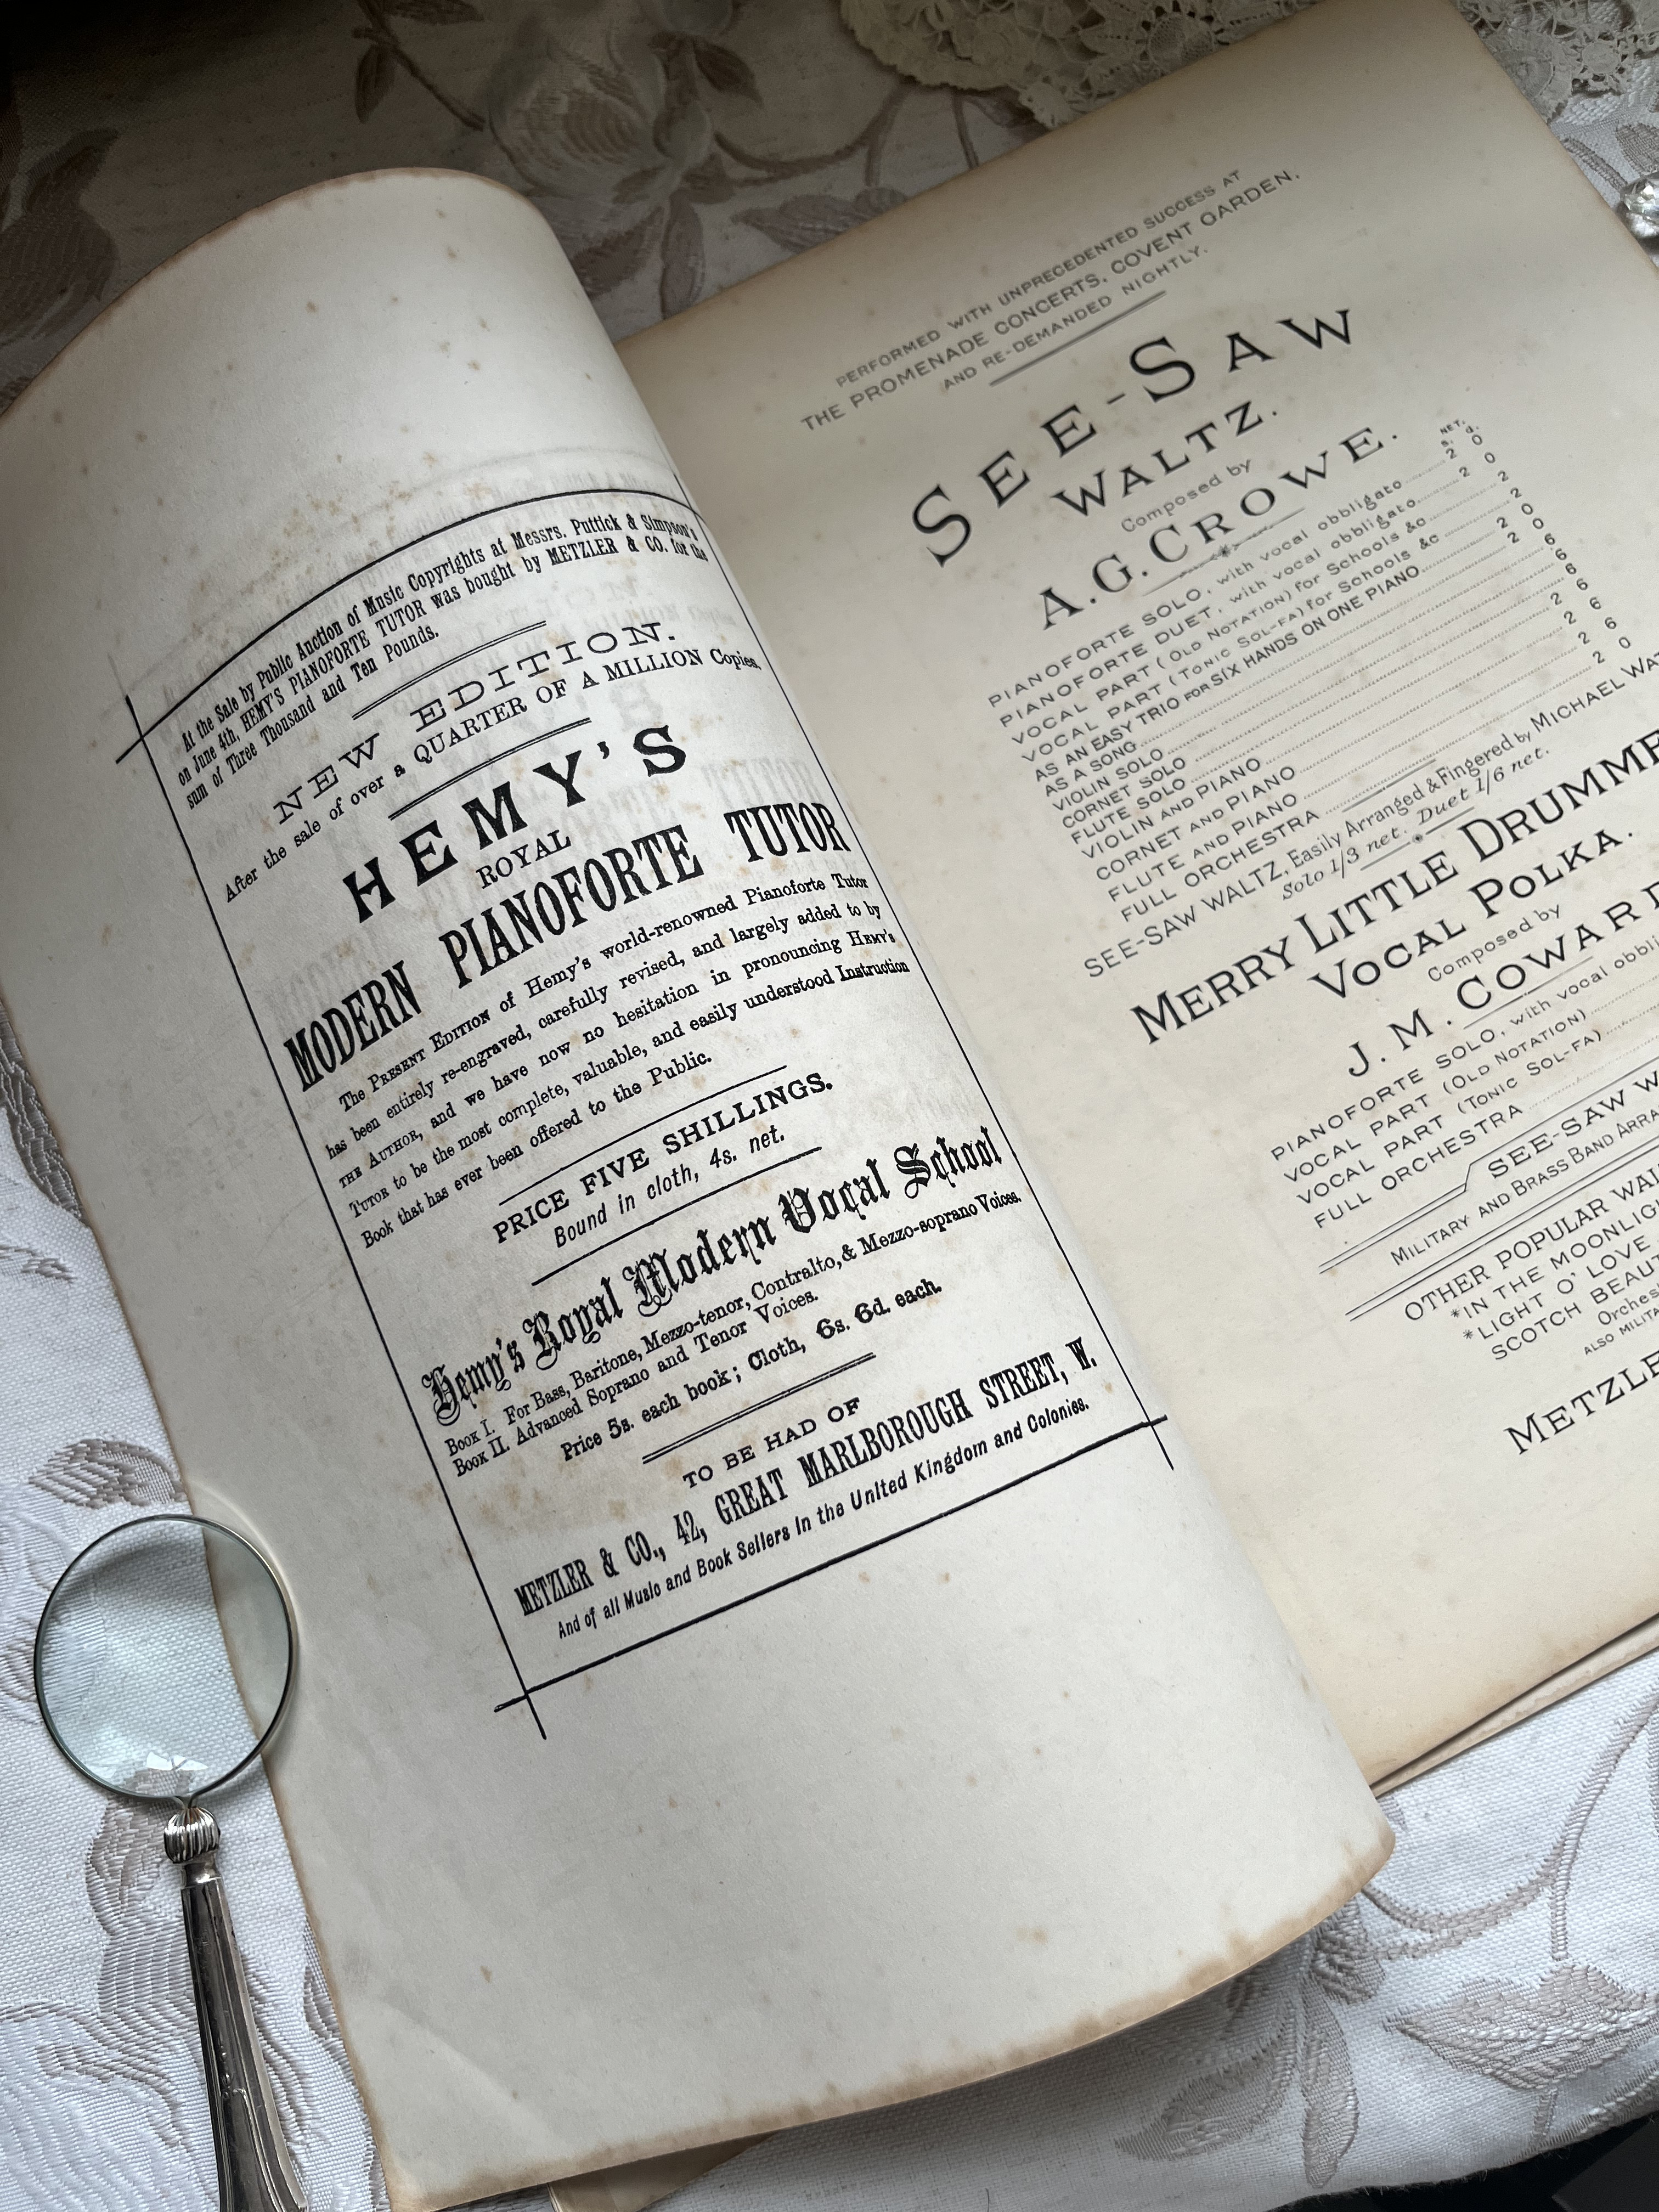 At the Sale by Public Auction of Music Copyrights at Messrs. Puttick & Simpson's
on June 4th, HEMY'S PIANOFORTE TUTOR was bought by METZLER & CO. for the
sum of Three Thousand and Ten Pounds.
NEW EDITION.
After the sale of over a QUARTER OF A MILLION Copies,
HEMY'S
ROYAL
MODERN PIANOFORTE TUTOR
The PRESENT EDITION of Hemy's world-renowned Pianoforte Tutor
has been entirely re-engraved, carefully revised, and largely added to by
THE AUTHOR, and we have now no hesitation in pronouncing HEMY'S
TUTOR to be the most complete, valuable, and easily understood Instruction
Book that has ever been offered to the Public.
PRICE FIVE SHILLINGS.
Bound in cloth, 4s. net.
Hemy's Royal Modern Vocal School
BOOK I. For Bass, Baritone, Mezzo-tenor, Contralto, & Mezzo-soprano Voices.
BOOK II. Advanced Soprano and Tenor Voices.
Price 5s. each book; Cloth, 6s. 6d. each.
TO BE HAD OF
METZLER & CO., 42, GREAT MARLBOROUGH STREET, W.
And of all Music and Book Sellers in the United Kingdom and Colonies.
PERFORMED WITH UNPRECEDENTED SUCCESS AT
THE PROMENADE CONCERTS, COVENT GARDEN,
AND RE-DEMANDED NIGHTLY.
SEE-SAW
WALTZ.
Composed by
A.G. CROWE.
NET.
s. d.
PIANOFORTE SOLO, with vocal obbligato 2 0
PIANOFORTE DUET, with vocal obbligato 2 0
VOCAL PART (OLD NOTATION) for Schools &c 2
VOCAL PART (TONIC SOL-FA) for Schools &c 2
AS AN EASY TRIO FOR SIX HANDS ON ONE PIANO 2 0
AS A SONG 2 0
VIOLIN SOLO 6
CORNET SOLO 6
FLUTE SOLO 6
VIOLIN AND PIANO 2 6
CORNET AND PIANO 2 6
FLUTE AND PIANO 2 6
FULL ORCHESTRA 2 0
SEE-SAW WALTZ, Easily Arranged & Fingered by MICHAEL
Solo 1/3 net. Duet 1/6 net.
MERRY LITTLE
VOCAL POLKA.
Composed by
J. M. COWARD
PIANOFORTE SOLO, with vocal
VOCAL PART (OLD NOTATION)
VOCAL PART (TONIC SOL-FA)
FULL ORCHESTRA
SEE-SAW
MILITARY AND BRASS BAND
OTHER POPULAR
*IN THE
*LIGHT O' LOVE
SCOTCH
ALSO